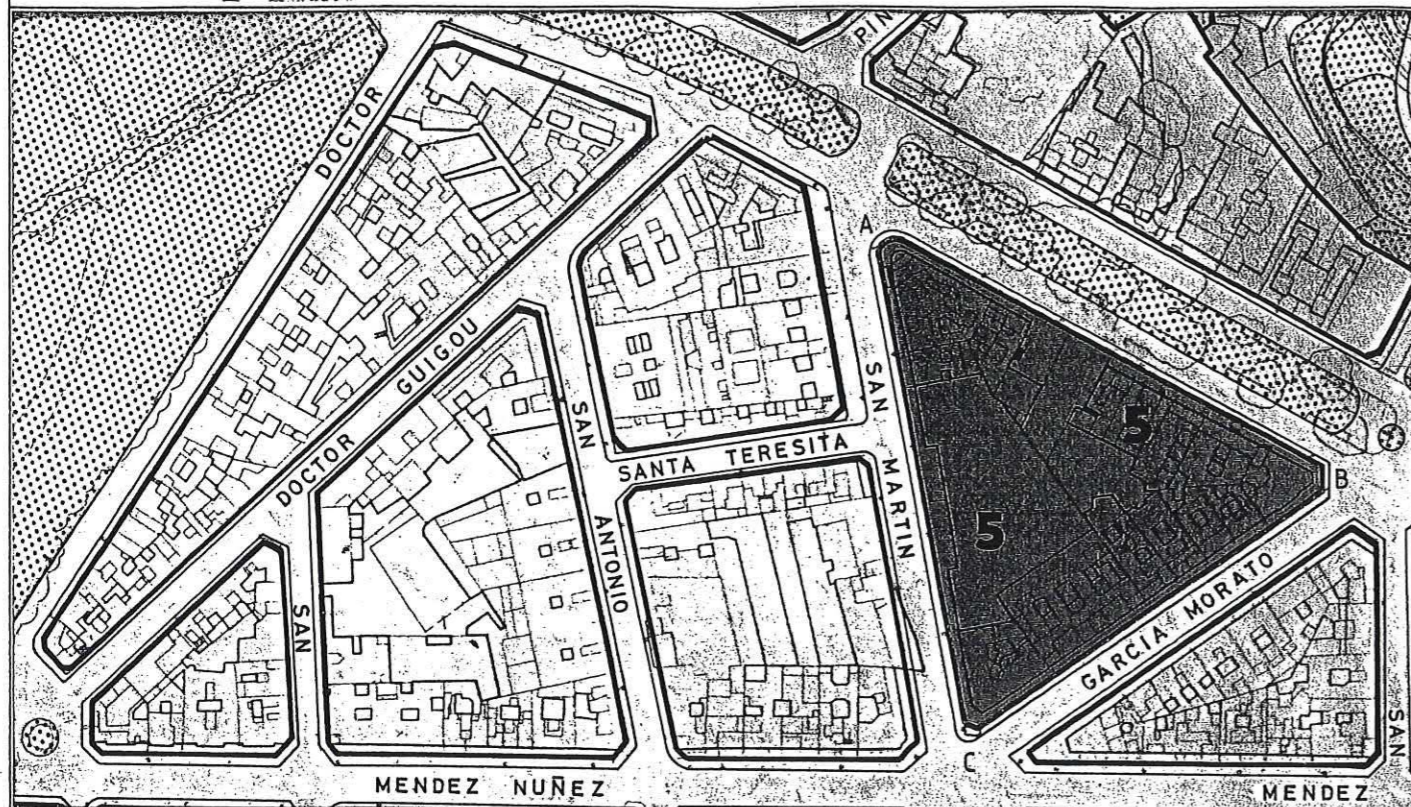 PIN
DOCTOR
A
DOCTOR GUIGOU
SAN MARTIN
SAN ANTONIO
SANTA TERESITA
5
5
B
GARCIA MORATO
SAN
SAN
C
MENDEZ NUÑEZ
MENDEZ